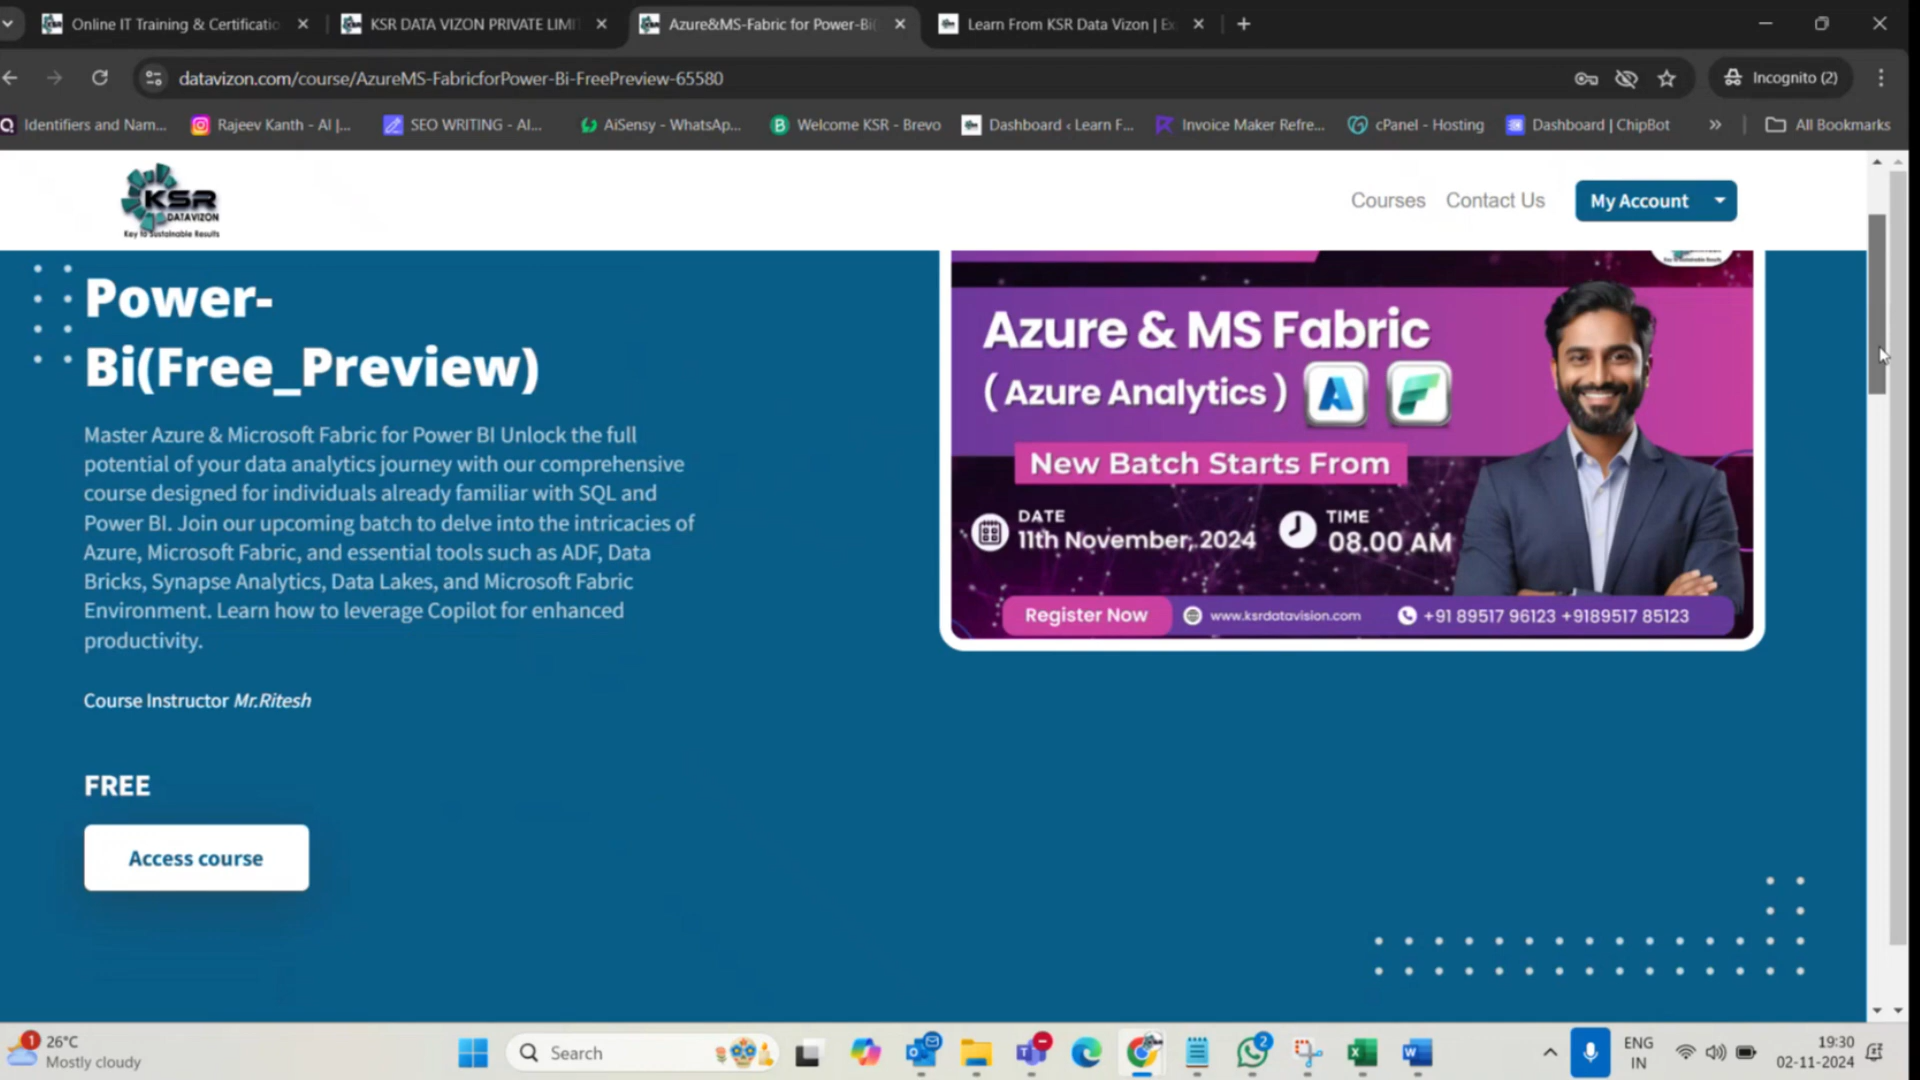 Online IT Training & Certificatio
KSR DATA VIZON PRIVATE LIMI
Azure&MS-Fabric for Power-Bi(
Learn From KSR Data Vizon | Ex
datavizon.com/course/AzureMS-FabricforPower-Bi-FreePreview-65580
Incognito (2)
Identifiers and Nam...
Rajeev Kanth - AI |...
SEO WRITING - AI...
AiSensy - WhatsAp...
Welcome KSR - Brevo
Dashboard ‹ Learn F...
Invoice Maker Refre...
cPanel - Hosting
Dashboard | ChipBot
All Bookmarks
KSR
DATAVIZON
Key to Sustainable Results
Courses
Contact Us
My Account
Power-
Bi(Free_Preview)
Master Azure & Microsoft Fabric for Power BI Unlock the full
potential of your data analytics journey with our comprehensive
course designed for individuals already familiar with SQL and
Power BI. Join our upcoming batch to delve into the intricacies of
Azure, Microsoft Fabric, and essential tools such as ADF, Data
Bricks, Synapse Analytics, Data Lakes, and Microsoft Fabric
Environment. Learn how to leverage Copilot for enhanced
productivity.
Course Instructor Mr.Ritesh
FREE
Access course
Azure & MS Fabric
( Azure Analytics )
New Batch Starts From
DATE
11th November, 2024
TIME
08.00 AM
Register Now
www.ksrdatavision.com
+91 89517 96123 +9189517 85123
1
26°C
Mostly cloudy
Search
2
ENG
IN
19:30
02-11-2024